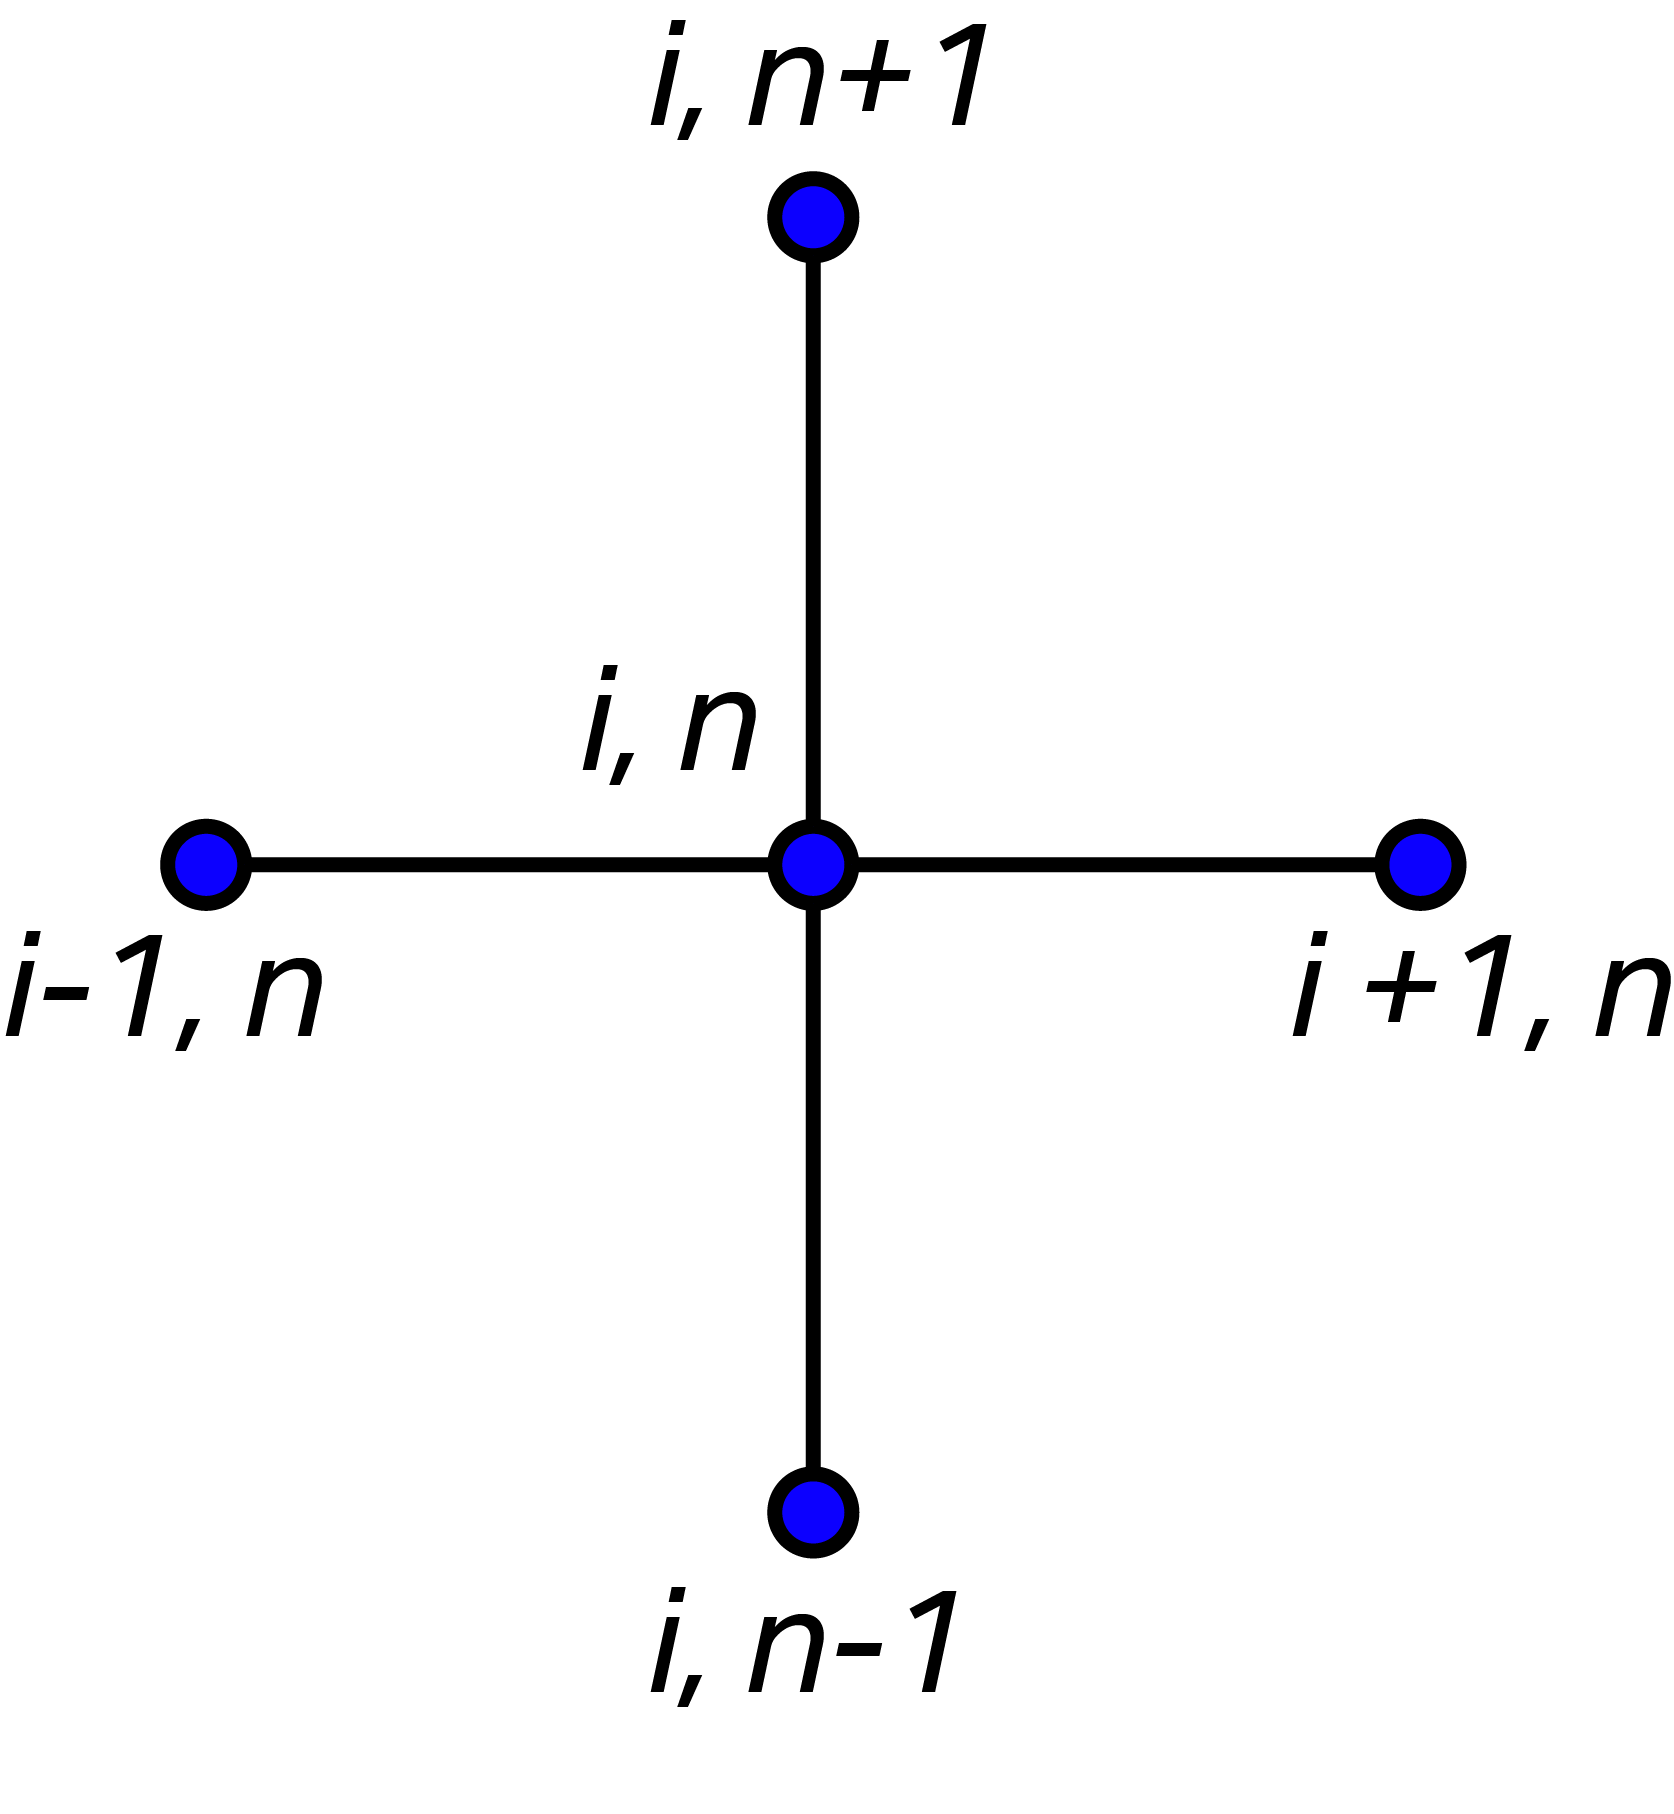 i, n+1
i, n
i-1, n
i +1, n
i, n-1